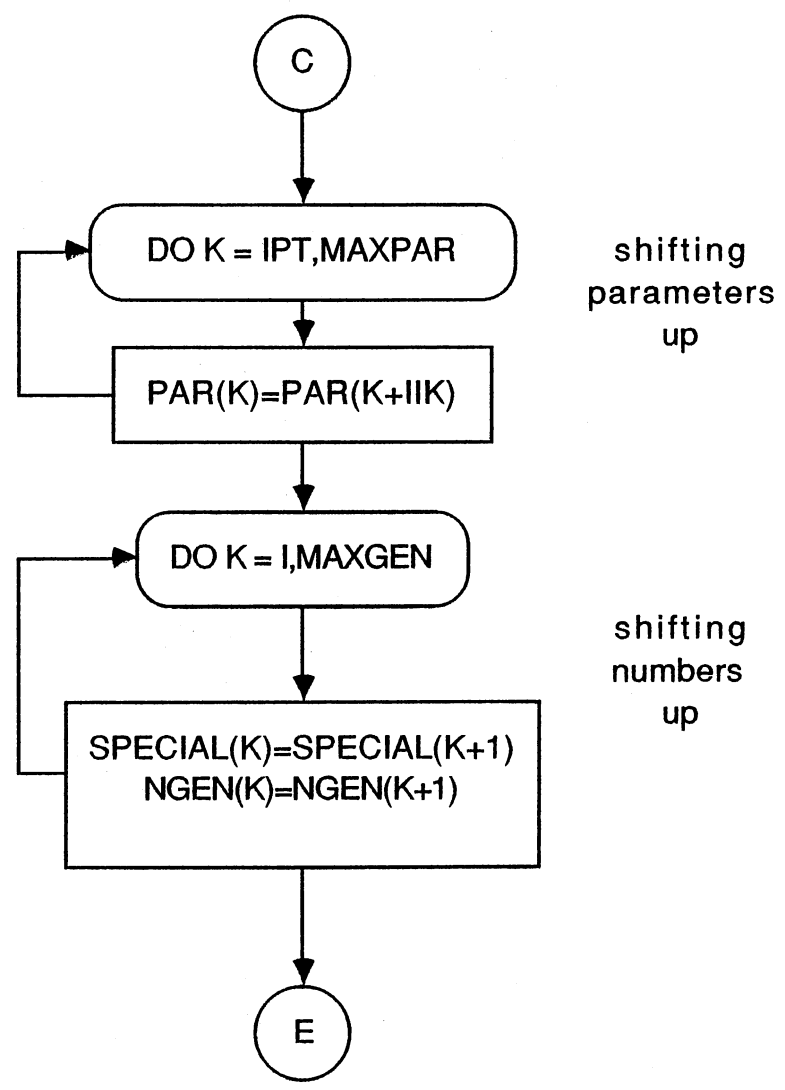 C
DO K = IPT,MAXPAR
shifting
parameters
up
PAR(K)=PAR(K+IIK)
DO K = I,MAXGEN
shifting
numbers
up
SPECIAL(K)=SPECIAL(K+1)
NGEN(K)=NGEN(K+1)
E